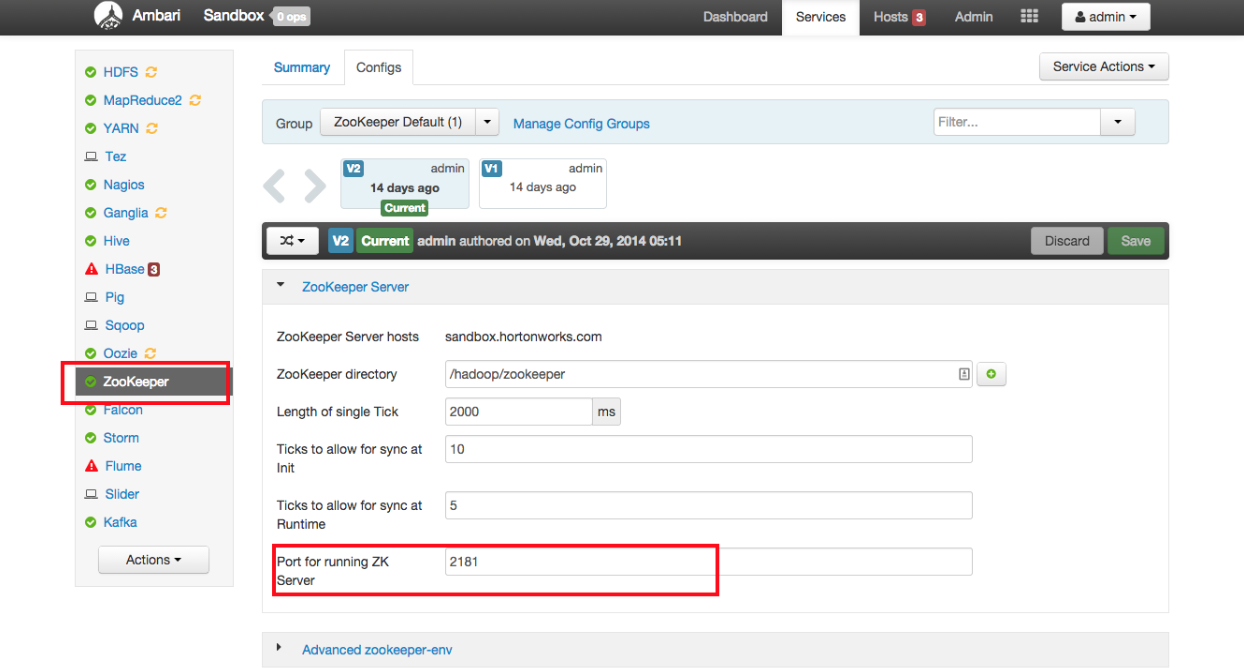 Ambari Sandbox 0 ops Dashboard Services Hosts 3 Admin admin
HDFS
MapReduce2
YARN
Tez
Nagios
Ganglia
Hive
HBase 3
Pig
Sqoop
Oozie
ZooKeeper
Falcon
Storm
Flume
Slider
Kafka
Actions
Summary Configs Service Actions
Group ZooKeeper Default (1) Manage Config Groups Filter...
V2 admin
14 days ago
Current
V1 admin
14 days ago
V2 Current admin authored on Wed, Oct 29, 2014 05:11 Discard Save
ZooKeeper Server
ZooKeeper Server hosts sandbox.hortonworks.com
ZooKeeper directory /hadoop/zookeeper
Length of single Tick 2000 ms
Ticks to allow for sync at 10
Init
Ticks to allow for sync at 5
Runtime
Port for running ZK 2181
Server
Advanced zookeeper-env